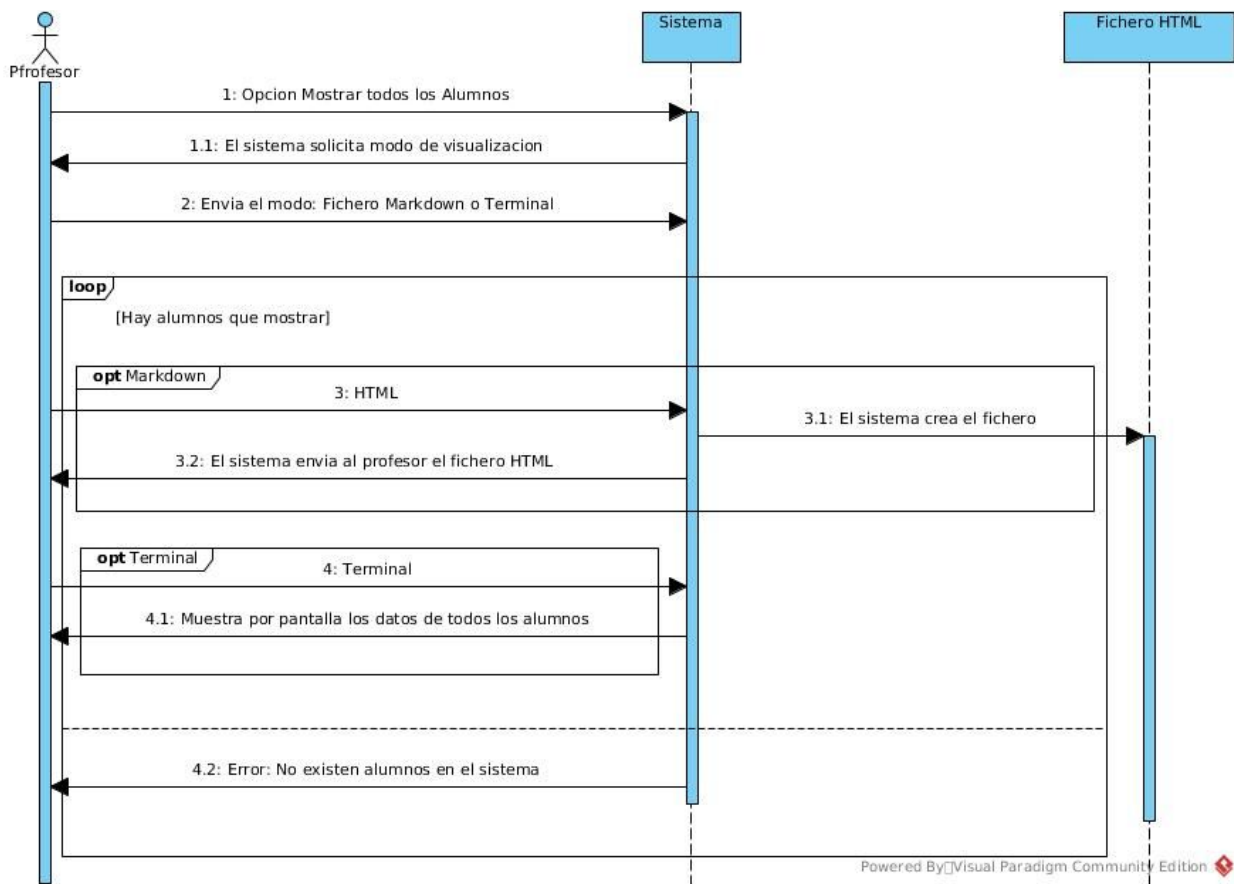 Sistema
Fichero HTML
Pfrofesor
1: Opcion Mostrar todos los Alumnos
1.1: El sistema solicita modo de visualizacion
2: Envia el modo: Fichero Markdown o Terminal
loop
[Hay alumnos que mostrar]
opt Markdown
3: HTML
3.1: El sistema crea el fichero
3.2: El sistema envia al profesor el fichero HTML
opt Terminal
4: Terminal
4.1: Muestra por pantalla los datos de todos los alumnos
4.2: Error: No existen alumnos en el sistema
Powered By□Visual Paradigm Community Edition